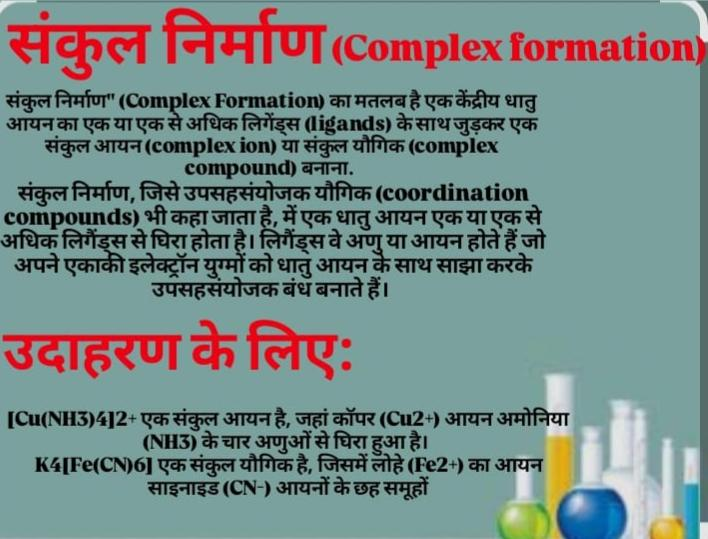 संकुल निर्माण (Complex formation)
संकुल निर्माण" (Complex Formation) का मतलब है एक केंद्रीय धातु
आयन का एक या एक से अधिक लिगेंड्स (ligands) के साथ जुड़कर एक
संकुल आयन (complex ion) या संकुल यौगिक (complex
compound) बनाना.
संकुल निर्माण, जिसे उपसहसंयोजक यौगिक (coordination
compounds) भी कहा जाता है, में एक धातु आयन एक या एक से
अधिक लिगैंड्स से घिरा होता है। लिगैंड्स वे अणु या आयन होते हैं जो
अपने एकाकी इलेक्ट्रॉन युग्मों को धातु आयन के साथ साझा करके
उपसहसंयोजक बंध बनाते हैं।
उदाहरण के लिए:
[Cu(NH3)4]2+ एक संकुल आयन है, जहां कॉपर (Cu2+) आयन अमोनिया
(NH3) के चार अणुओं से घिरा हुआ है।
K4[Fe(CN)6] एक संकुल यौगिक है, जिसमें लोहे (Fe2+) का आयन
साइनाइड (CN-) आयनों के छह समूहों